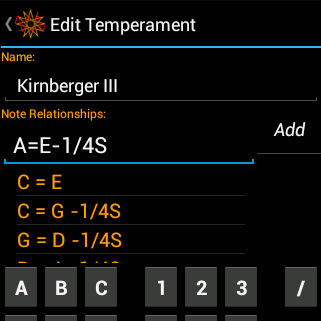 Edit Temperament
Name:
Kirnberger III
Note Relationships:
Add
A=E-1/4S
C = E
C = G -1/4S
G = D -1/4S
A B C 1 2 3 /